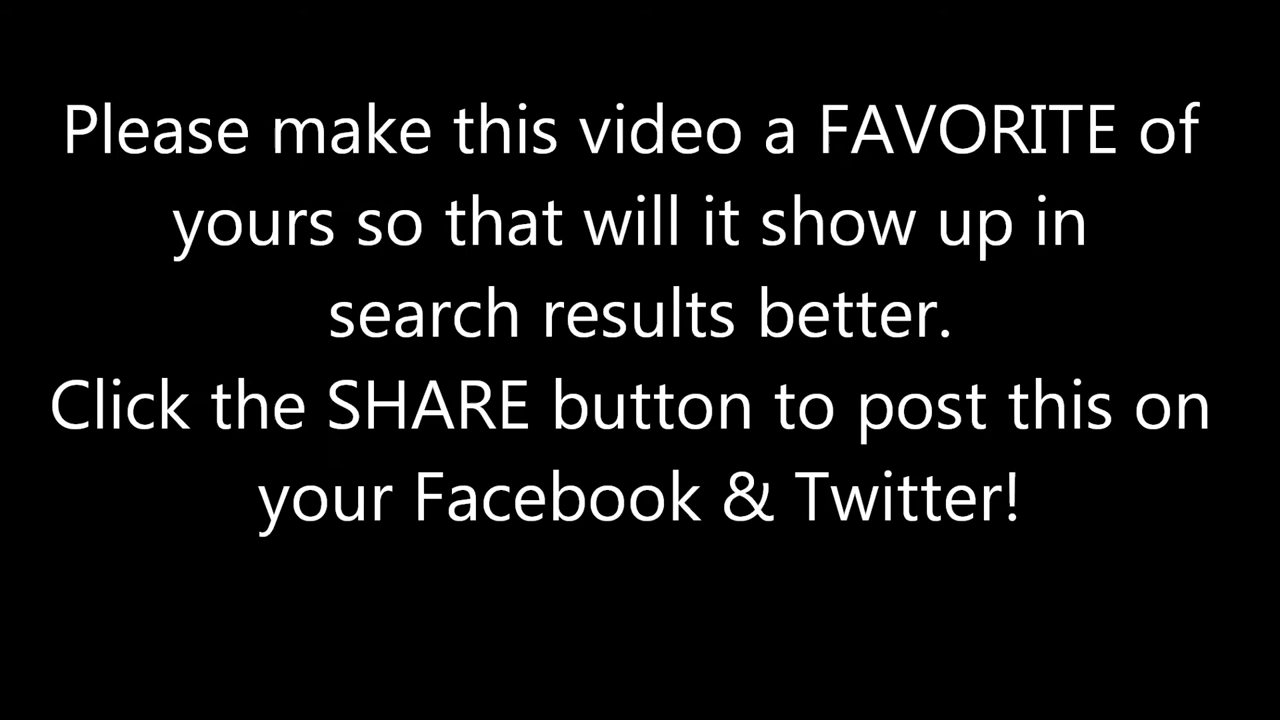 Please make this video a FAVORITE of
yours so that will it show up in
search results better.
Click the SHARE button to post this on
your Facebook & Twitter!